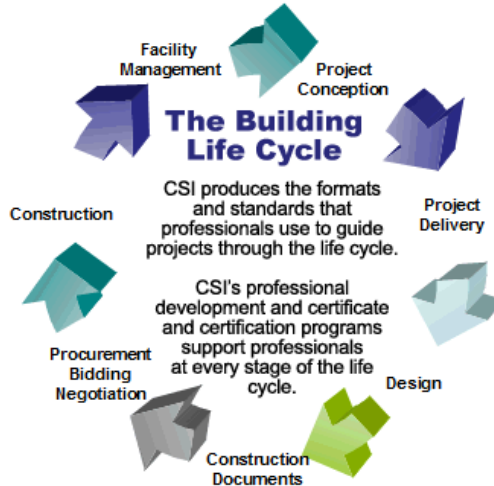 Facility
Management
Project
Conception
The Building
Life Cycle
CSI produces the formats
and standards that
professionals use to guide
projects through the life cycle.
Construction
Project
Delivery
CSI's professional
development and certificate
and certification programs
support professionals
at every stage of the life
cycle.
Procurement
Bidding
Negotiation
Design
Construction
Documents